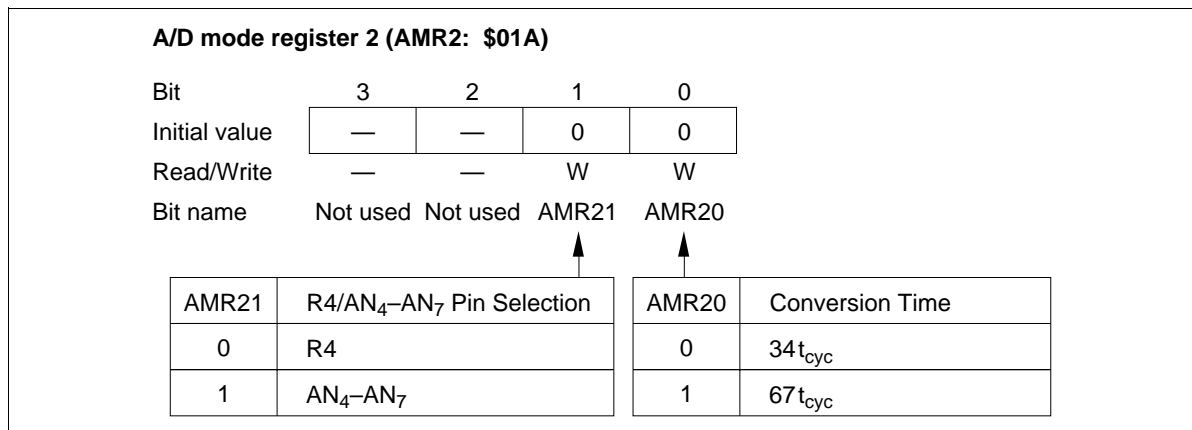 A/D mode register 2 (AMR2: $01A)
Bit 3 2 1 0
Initial value — — 0 0
Read/Write — — W W
Bit name Not used Not used AMR21 AMR20
AMR21 R4/AN4–AN7 Pin Selection AMR20 Conversion Time
0 R4 0 34tcyc
1 AN4–AN7 1 67tcyc